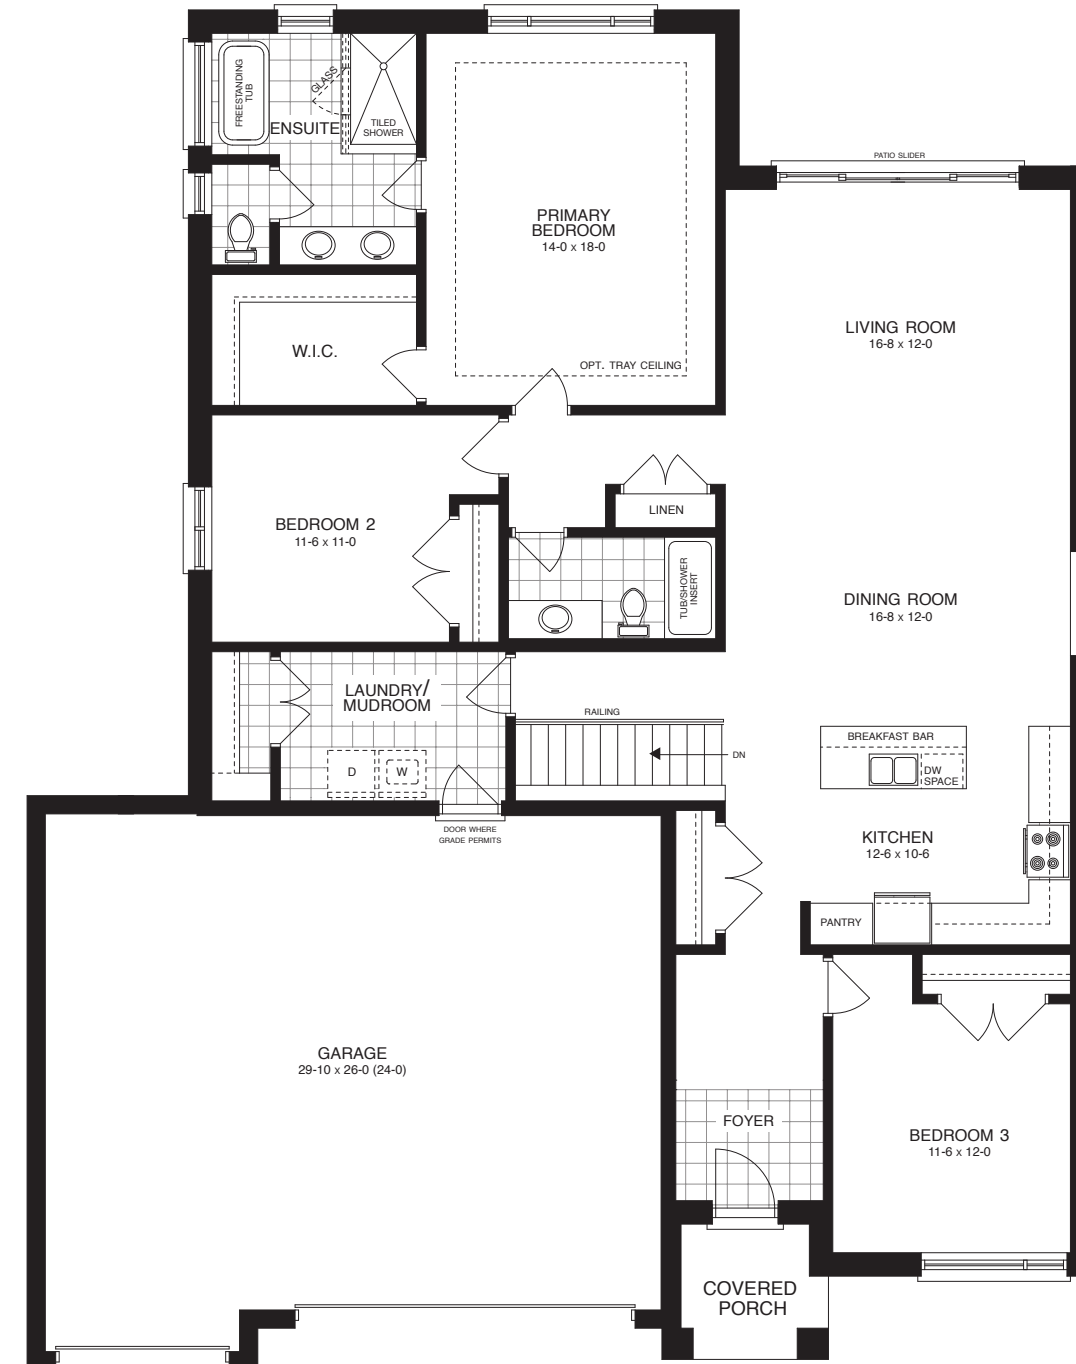 FREESTANDING
TUB
GLASS
ENSUITE
TILED
SHOWER
PATIO SLIDER
PRIMARY
BEDROOM
14-0 x 18-0
OPT. TRAY CEILING
W.I.C.
LIVING ROOM
16-8 x 12-0
BEDROOM 2
11-6 x 11-0
LINEN
TUB/SHOWER
INSERT
DINING ROOM
16-8 x 12-0
LAUNDRY/
MUDROOM
D
W
RAILING
DN
BREAKFAST BAR
DW
SPACE
DOOR WHERE
GRADE PERMITS
KITCHEN
12-6 x 10-6
PANTRY
GARAGE
29-10 x 26-0 (24-0)
FOYER
BEDROOM 3
11-6 x 12-0
COVERED
PORCH